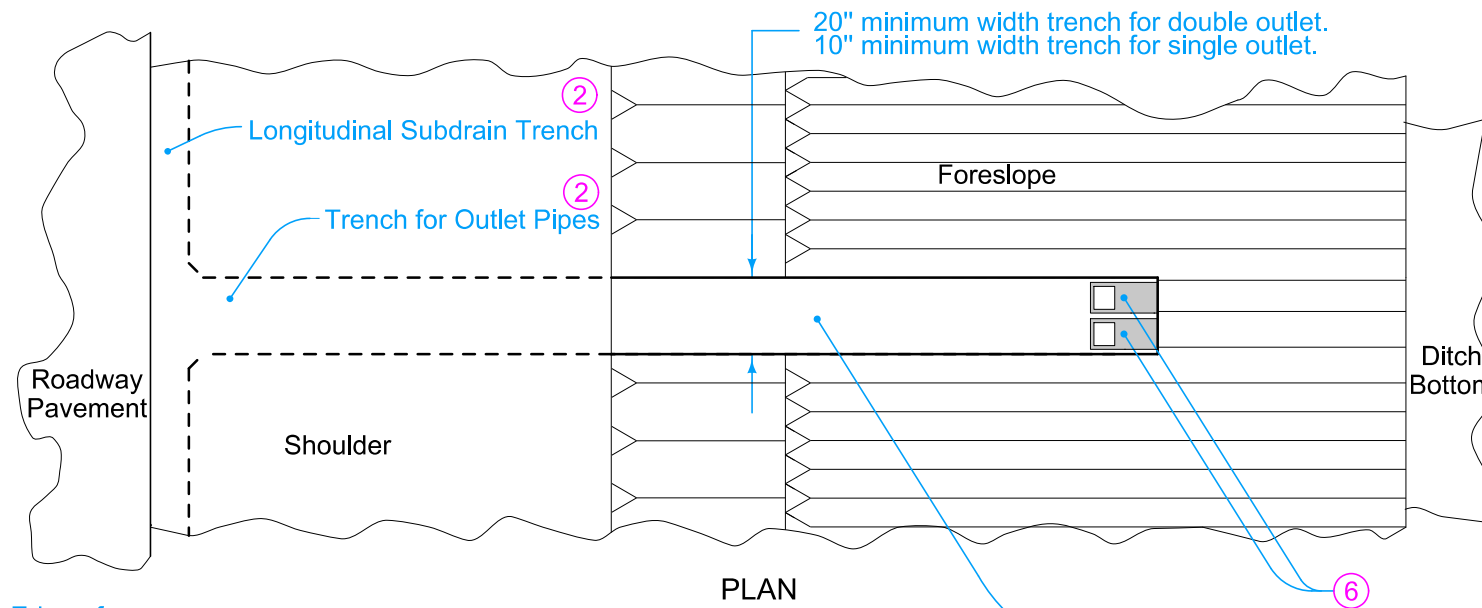 20" minimum width trench for double outlet.
10" minimum width trench for single outlet.
2
Longitudinal Subdrain Trench
2
Trench for Outlet Pipes
Foreslope
Roadway
Pavement
Shoulder
Ditch
Bottom
PLAN
6